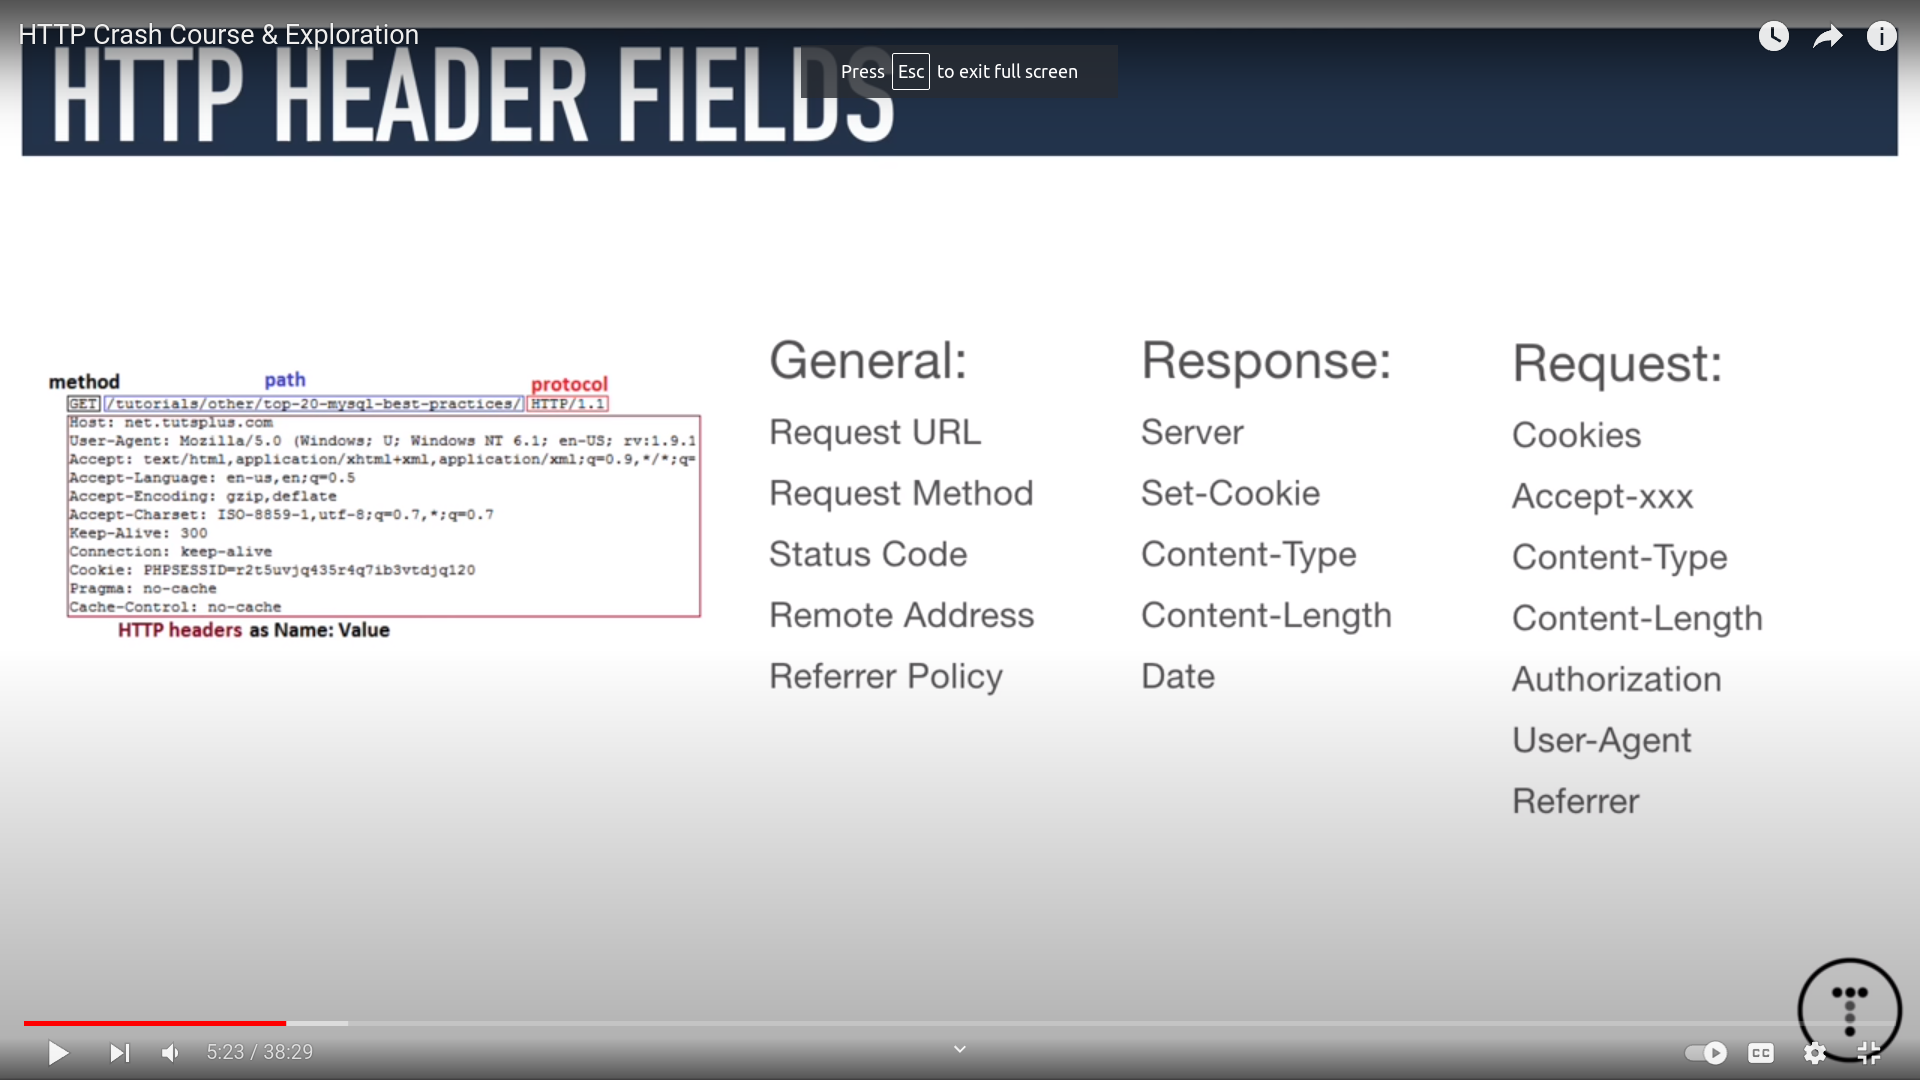 HTTP Crash Course & Exploration
HTTP HEADER FIELDS
Press Esc to exit full screen
method path protocol
GET /tutorials/other/top-20-mysql-best-practices/ HTTP/1.1
Host: net.tutsplus.com
User-Agent: Mozilla/5.0 (Windows; U; Windows NT 6.1; en-US; rv:1.9.1
Accept: text/html,application/xhtml+xml,application/xml;q=0.9,*/*;q=
Accept-Language: en-us,en;q=0.5
Accept-Encoding: gzip,deflate
Accept-Charset: ISO-8859-1,utf-8;q=0.7,*;q=0.7
Keep-Alive: 300
Connection: keep-alive
Cookie: PHPSESSID=r2t5uvjq435r4q7ib3vtdjq120
Pragma: no-cache
Cache-Control: no-cache
HTTP headers as Name: Value
General:
Request URL
Request Method
Status Code
Remote Address
Referrer Policy
Response:
Server
Set-Cookie
Content-Type
Content-Length
Date
Request:
Cookies
Accept-xxx
Content-Type
Content-Length
Authorization
User-Agent
Referrer
5:23 / 38:29
CC